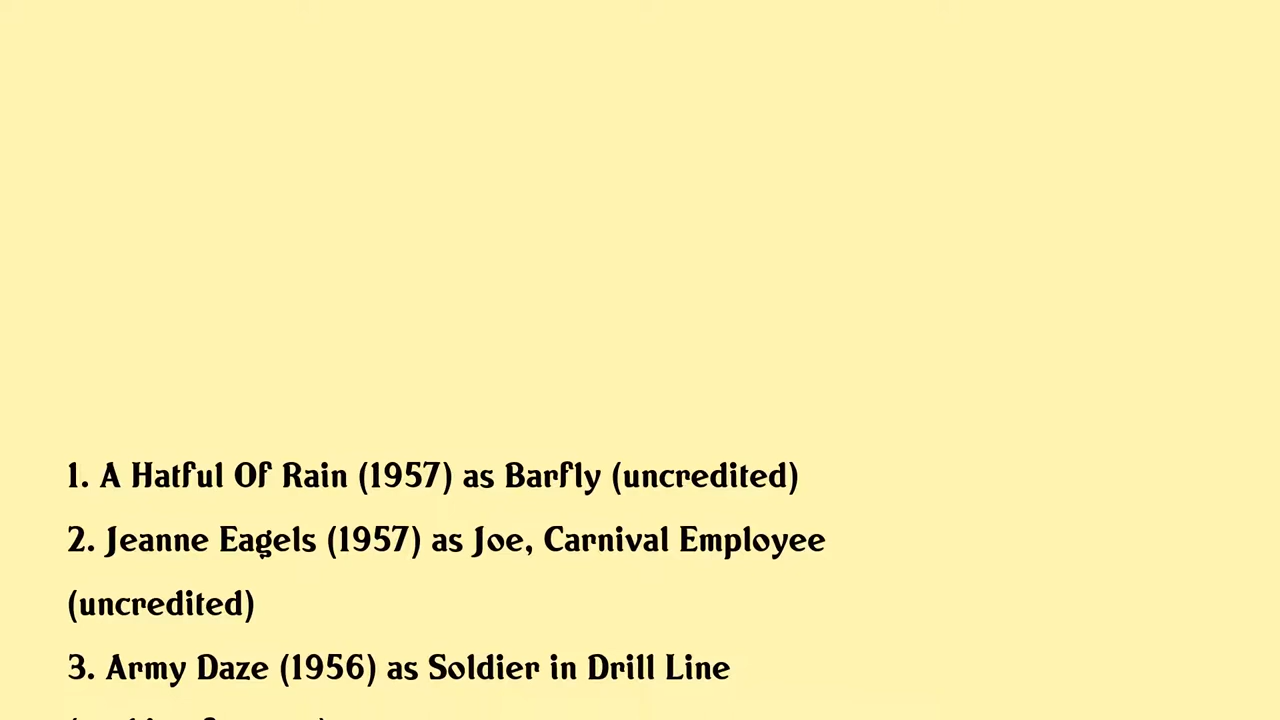 1. A Hatful Of Rain (1957) as Barfly (uncredited)
2. Jeanne Eagels (1957) as Joe, Carnival Employee
(uncredited)
3. Army Daze (1956) as Soldier in Drill Line